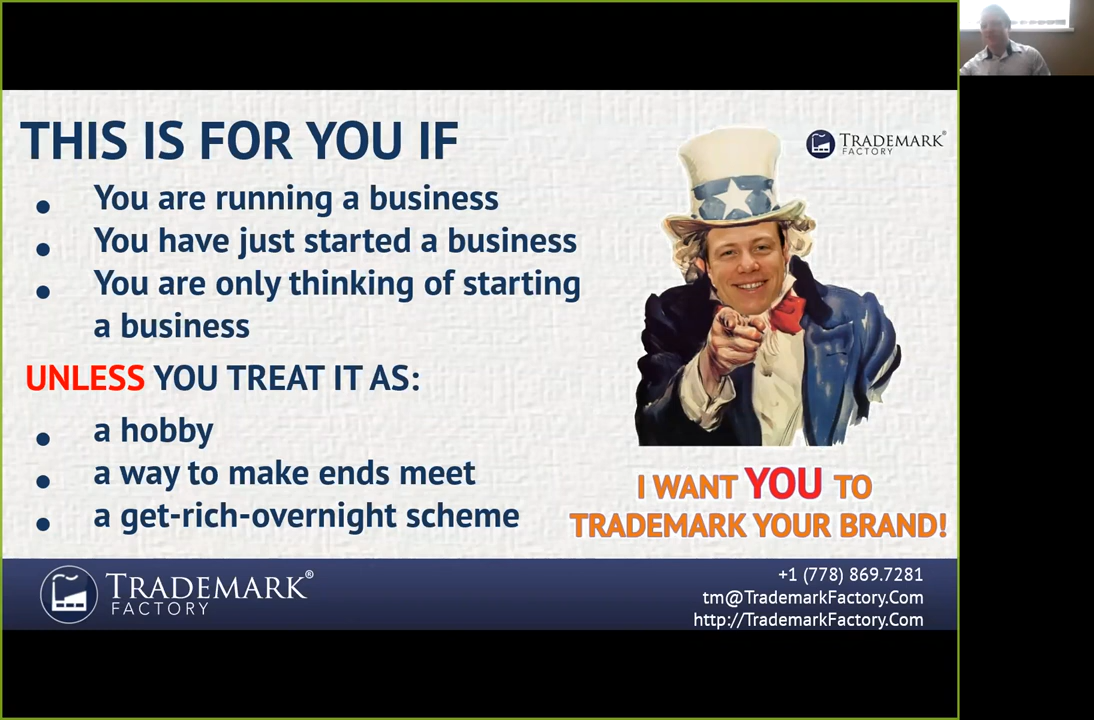 THIS IS FOR YOU IF
• You are running a business
• You have just started a business
• You are only thinking of starting
a business
UNLESS YOU TREAT IT AS:
• a hobby
• a way to make ends meet
• a get-rich-overnight scheme
TRADEMARK®
FACTORY
I WANT YOU TO
TRADEMARK YOUR BRAND!
TRADEMARK®
FACTORY
+1 (778) 869.7281
tm@TrademarkFactory.Com
http://TrademarkFactory.Com